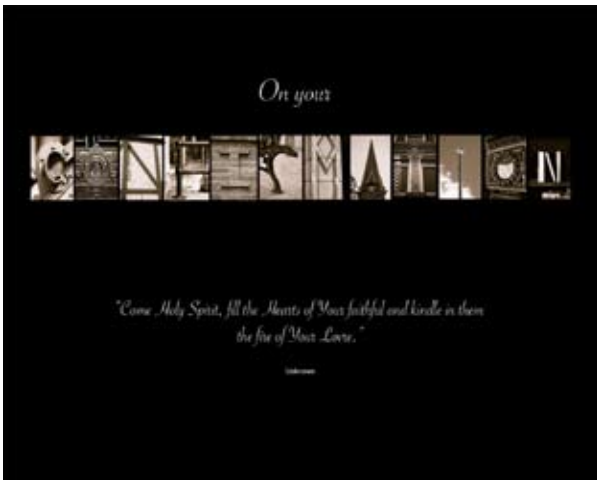 On your
CONFIRMATION
"Come Holy Spirit, fill the Hearts of Your faithful and kindle in them
the fire of Your Love."
Unknown